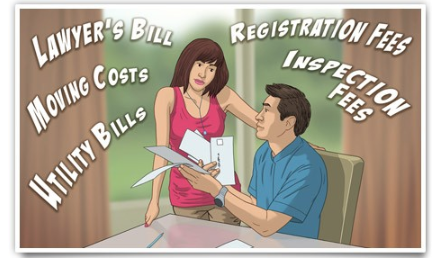 LAWYER'S BILL
MOVING COSTS
UTILITY BILLS
REGISTRATION FEES
INSPECTION
FEES